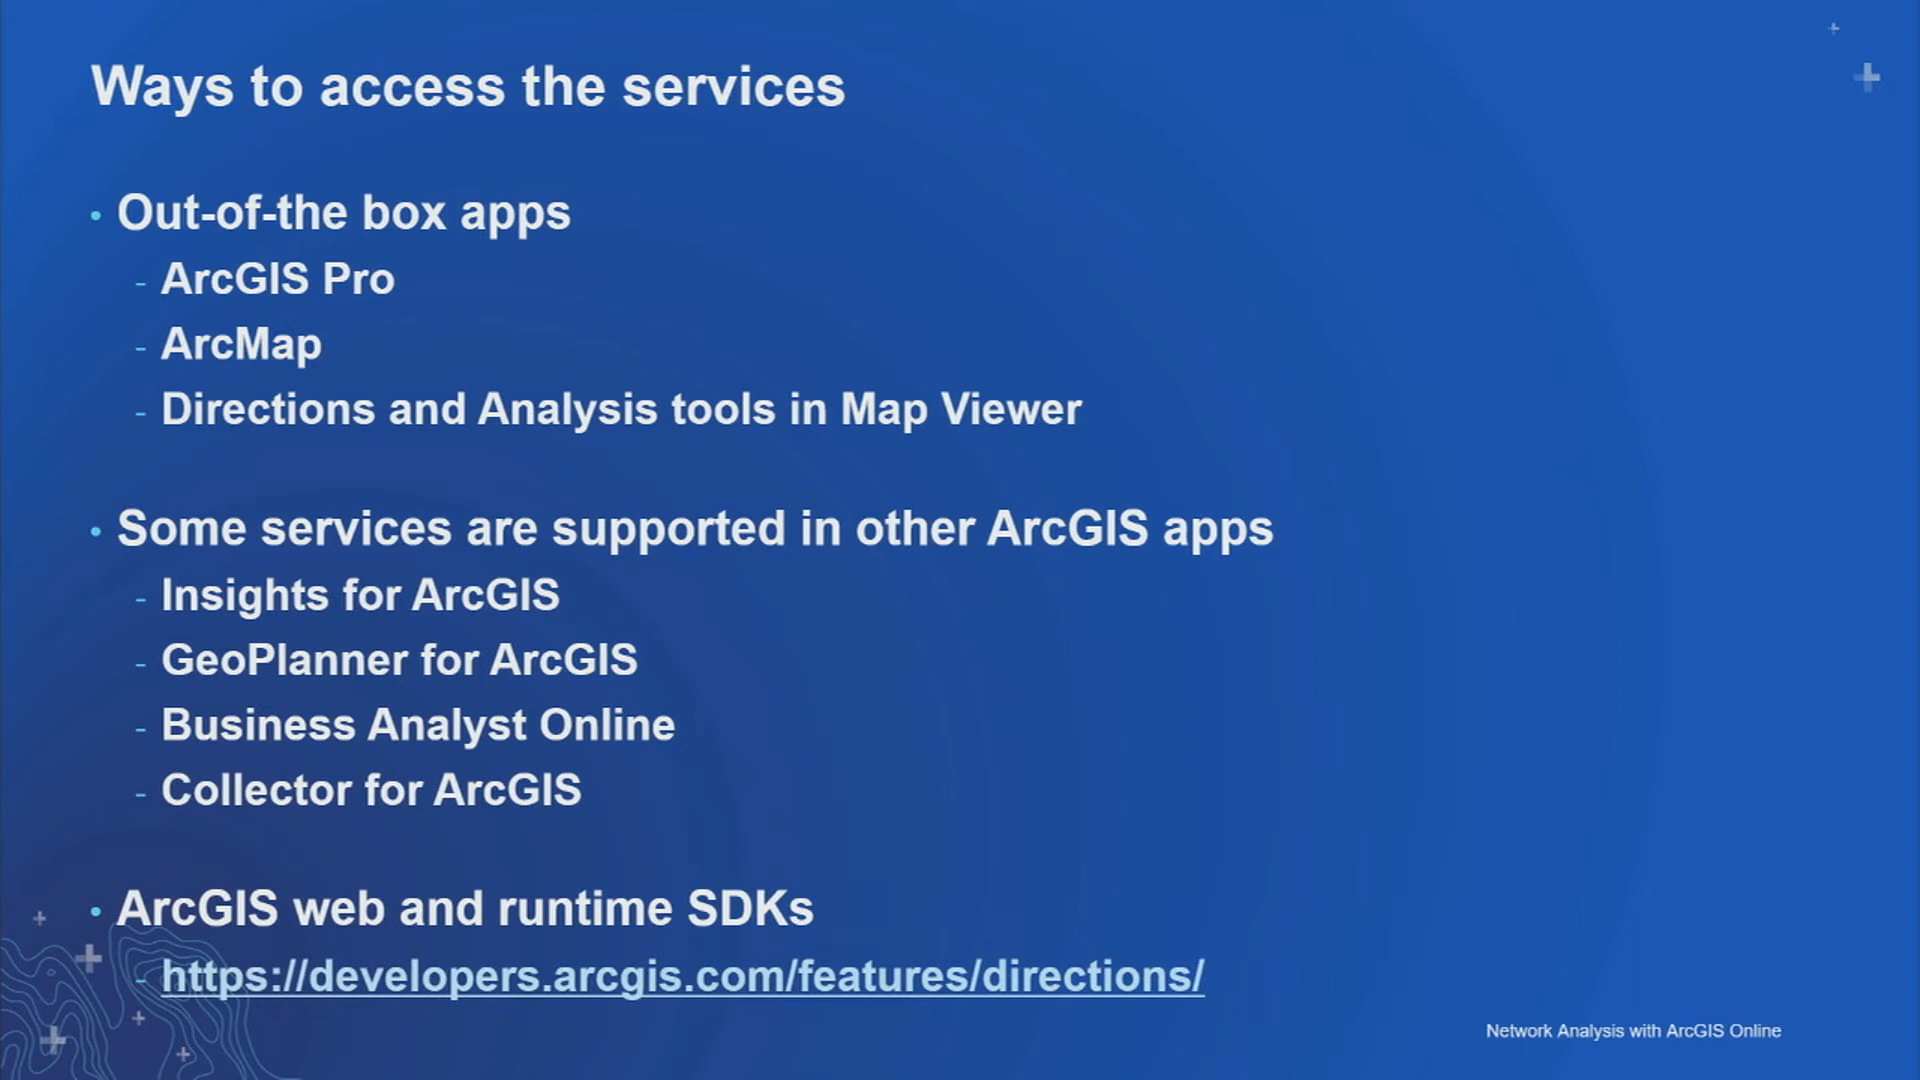 Ways to access the services
• Out-of-the box apps
- ArcGIS Pro
- ArcMap
- Directions and Analysis tools in Map Viewer
• Some services are supported in other ArcGIS apps
- Insights for ArcGIS
- GeoPlanner for ArcGIS
- Business Analyst Online
- Collector for ArcGIS
• ArcGIS web and runtime SDKs
- https://developers.arcgis.com/features/directions/
Network Analysis with ArcGIS Online